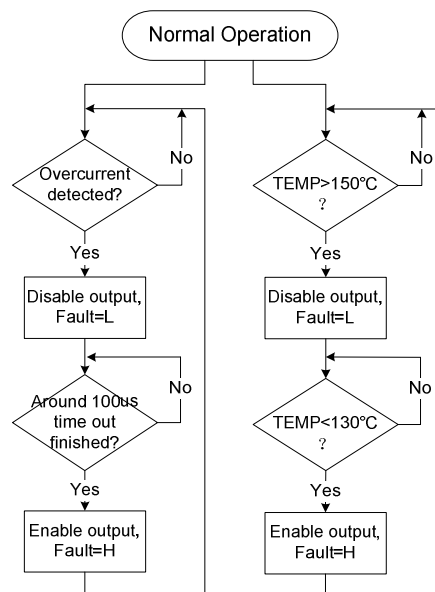 Normal Operation
Overcurrent
detected?
No
Yes
Disable output,
Fault=L
Around 100us
time out
finished?
No
Yes
Enable output,
Fault=H
TEMP>150℃
?
No
Yes
Disable output,
Fault=L
TEMP<130℃
?
No
Yes
Enable output,
Fault=H